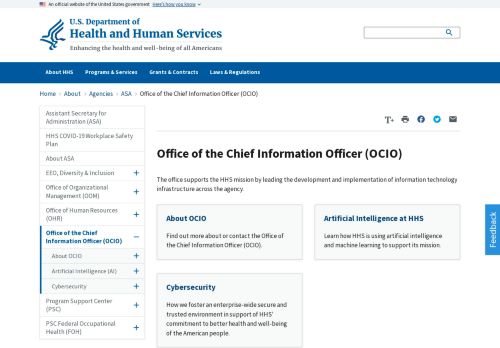 An official website of the United States government Here's how you know
U.S. Department of
Health and Human Services
Enhancing the health and well-being of all Americans
About HHS Programs & Services Grants & Contracts Laws & Regulations
Home > About > Agencies > ASA > Office of the Chief Information Officer (OCIO)
Assistant Secretary for
Administration (ASA)
HHS COVID-19 Workplace Safety
Plan
About ASA
EEO, Diversity & Inclusion
Office of Organizational
Management (OOM)
Office of Human Resources
(OHR)
Office of the Chief
Information Officer (OCIO)
About OCIO
Artificial Intelligence (AI)
Cybersecurity
Program Support Center
(PSC)
PSC Federal Occupational
Health (FOH)
T+
Office of the Chief Information Officer (OCIO)
The office supports the HHS mission by leading the development and implementation of information technology
infrastructure across the agency.
About OCIO
Find out more about or contact the Office of
the Chief Information Officer (OCIO).
Artificial Intelligence at HHS
Learn how HHS is using artificial intelligence
and machine learning to support its mission.
Cybersecurity
How we foster an enterprise-wide secure and
trusted environment in support of HHS'
commitment to better health and well-being
of the American people.
Feedback